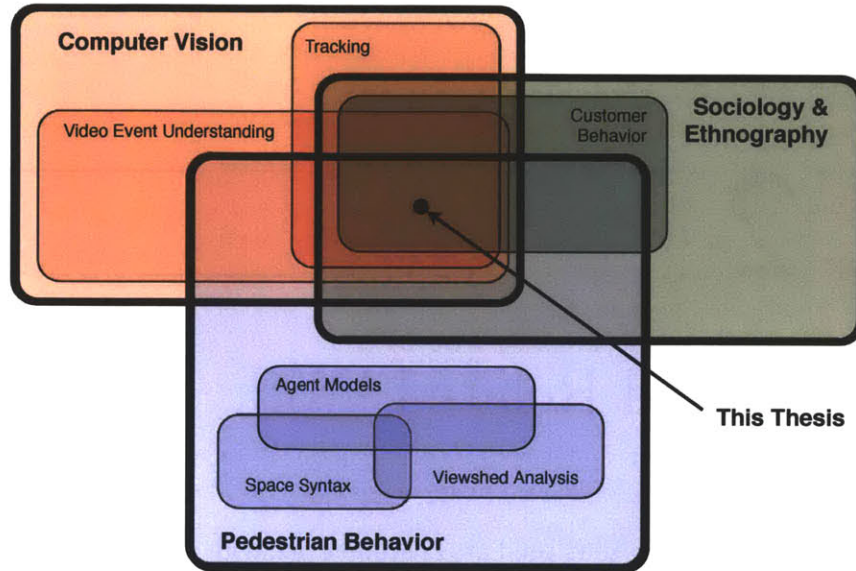 Computer Vision
Tracking
Video Event Understanding
Customer
Behavior
Sociology &
Ethnography
Agent Models
This Thesis
Space Syntax
Viewshed Analysis
Pedestrian Behavior